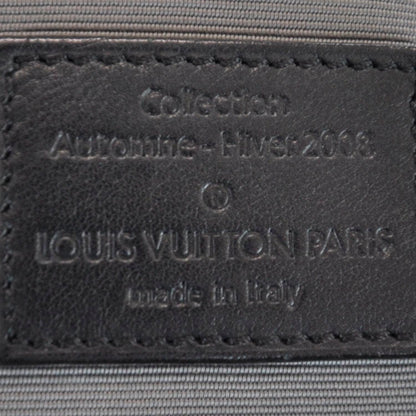 Collection
Automne-Hiver 2008
LOUIS VUITTON PARIS
made in Italy